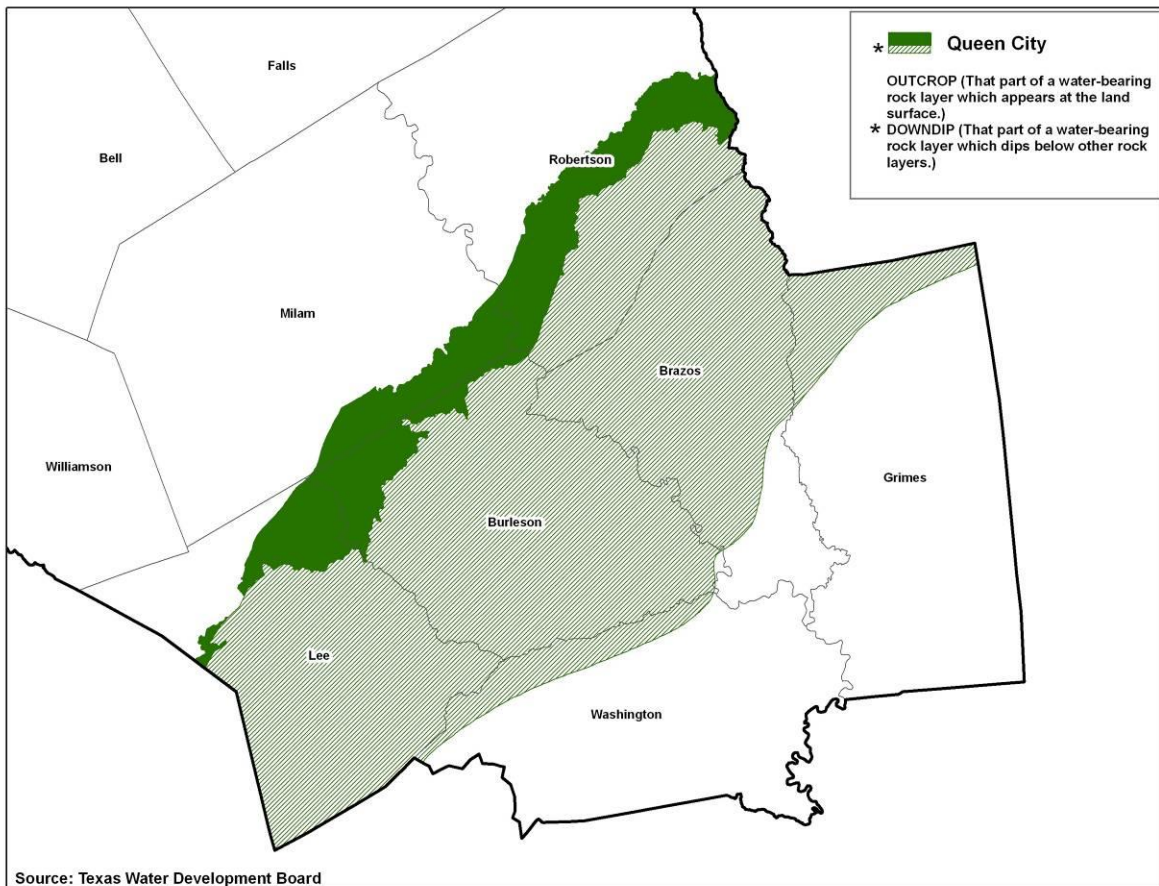 * Queen City
OUTCROP (That part of a water-bearing
rock layer which appears at the land
surface.)
* DOWNDIP (That part of a water-bearing
rock layer which dips below other rock
layers.)
Falls
Bell
Robertson
Milam
Brazos
Williamson
Grimes
Burleson
Lee
Washington
Source: Texas Water Development Board